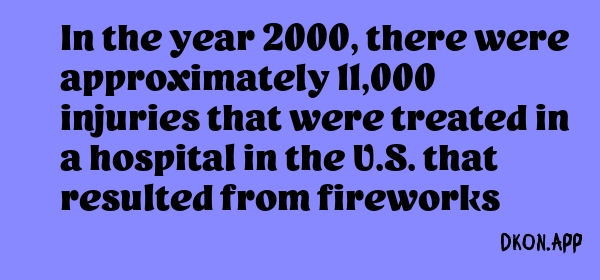 In the year 2000, there were
approximately 11,000
injuries that were treated in
a hospital in the U.S. that
resulted from fireworks
DKON.APP